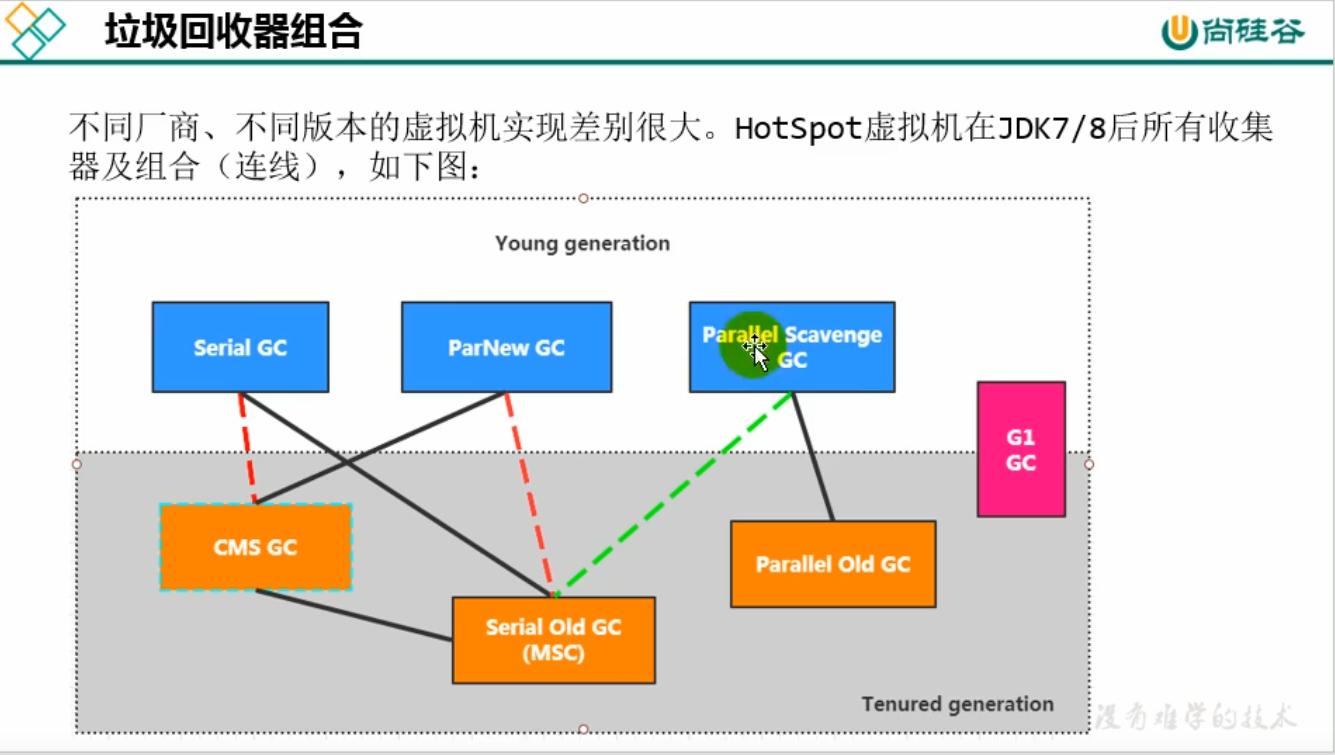 垃圾回收器组合
尚硅谷
不同厂商、不同版本的虚拟机实现差别很大。HotSpot虚拟机在JDK7/8后所有收集
器及组合（连线），如下图：
Young generation
Serial GC
ParNew GC
Parallel Scavenge
GC
G1
GC
CMS GC
Parallel Old GC
Serial Old GC
(MSC)
Tenured generation
没有难学的技术